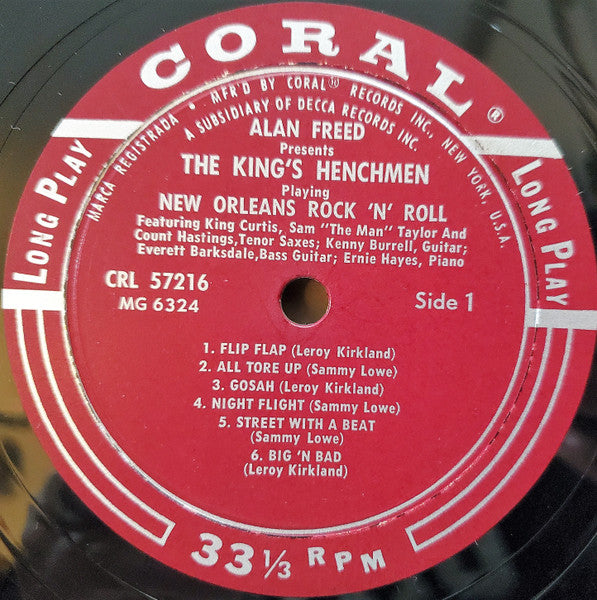 CORAL®
MARCA REGISTRADA • MFR'D BY CORAL® RECORDS INC., NEW YORK, U.S.A.
A SUBSIDIARY OF DECCA RECORDS INC.
LONG PLAY
LONG PLAY
ALAN FREED
Presents
THE KING'S HENCHMEN
Playing
NEW ORLEANS ROCK 'N' ROLL
Featuring King Curtis, Sam "The Man" Taylor And
Count Hastings,Tenor Saxes; Kenny Burrell, Guitar;
Everett Barksdale,Bass Guitar; Ernie Hayes, Piano
CRL 57216
MG 6324
Side 1
1. FLIP FLAP (Leroy Kirkland)
2. ALL TORE UP (Sammy Lowe)
3. GOSAH (Leroy Kirkland)
4. NIGHT FLIGHT (Sammy Lowe)
5. STREET WITH A BEAT
(Sammy Lowe)
6. BIG 'N BAD
(Leroy Kirkland)
33 1/3 RPM